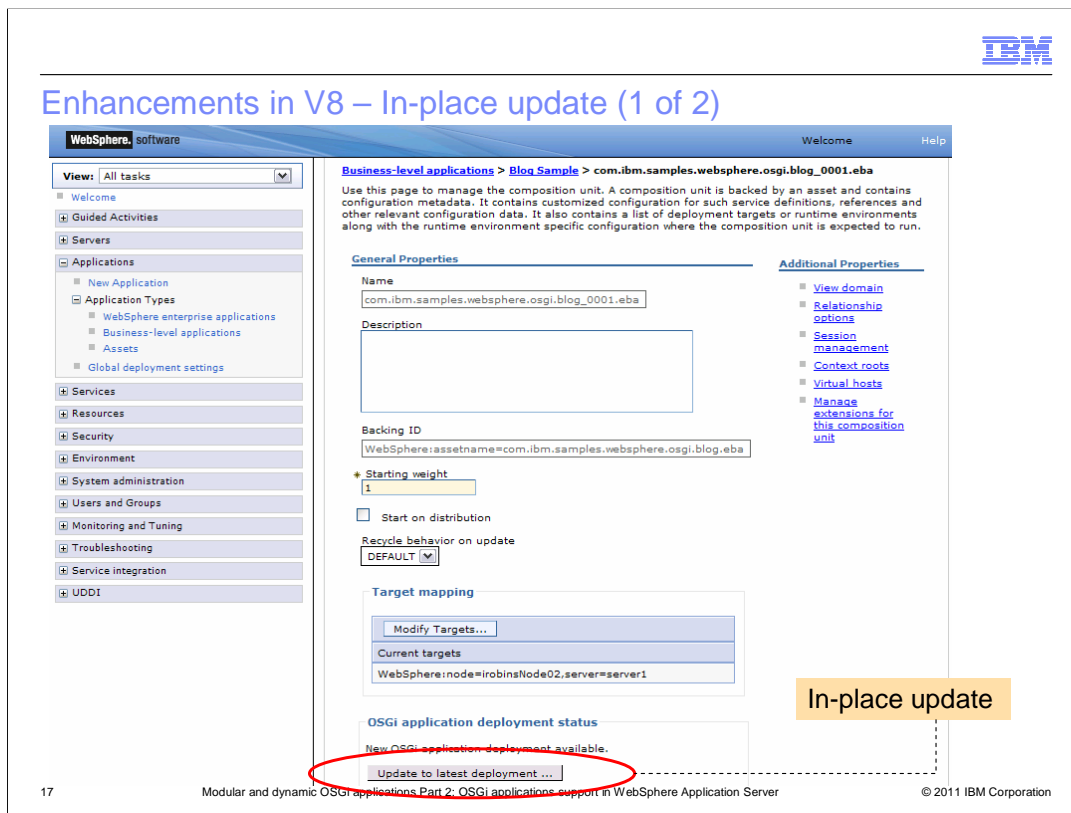 IBM
Enhancements in V8 – In-place update (1 of 2)
WebSphere. software
Welcome
Help
View: All tasks
Welcome
Guided Activities
Servers
Applications
New Application
Application Types
WebSphere enterprise applications
Business-level applications
Assets
Global deployment settings
Services
Resources
Security
Environment
System administration
Users and Groups
Monitoring and Tuning
Troubleshooting
Service integration
UDDI
Business-level applications > Blog Sample > com.ibm.samples.websphere.osgi.blog_0001.eba
Use this page to manage the composition unit. A composition unit is backed by an asset and contains
configuration metadata. It contains customized configuration for such service definitions, references and
other relevant configuration data. It also contains a list of deployment targets or runtime environments
along with the runtime environment specific configuration where the composition unit is expected to run.
General Properties
Name
com.ibm.samples.websphere.osgi.blog_0001.eba
Description
Backing ID
WebSphere:assetname=com.ibm.samples.websphere.osgi.blog.eba
Starting weight
1
Start on distribution
Recycle behavior on update
DEFAULT
Target mapping
Modify Targets...
Current targets
WebSphere:node=irobinsNode02,server=server1
OSGi application deployment status
New OSGi application deployment available.
Update to latest deployment ...
Additional Properties
View domain
Relationship
options
Session
management
Context roots
Virtual hosts
Manage
extensions for
this composition
unit
In-place update
17
Modular and dynamic OSGi applications Part 2: OSGi applications support in WebSphere Application Server
© 2011 IBM Corporation